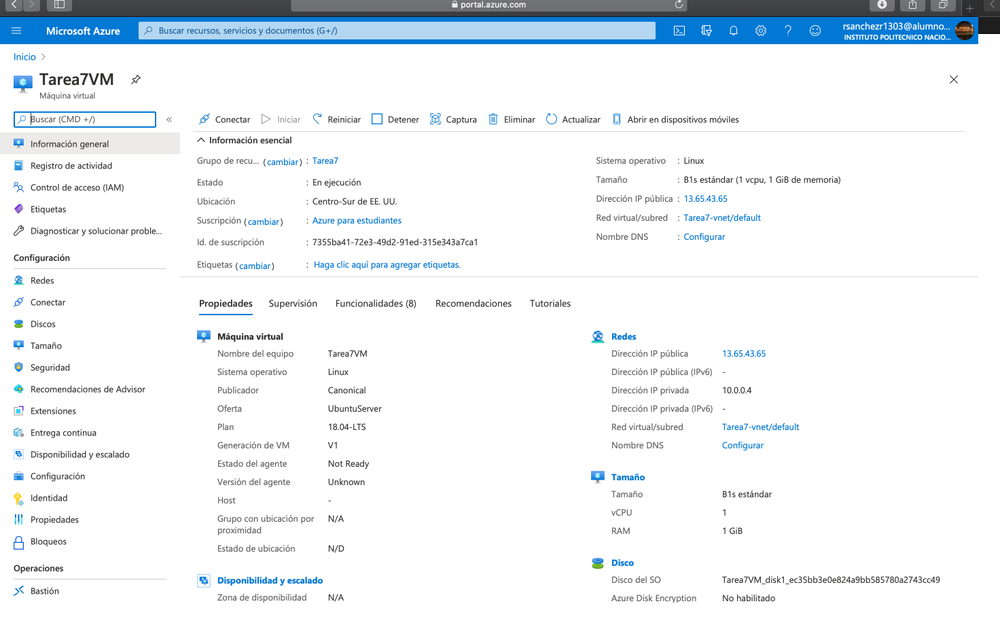 portal.azure.com
Microsoft Azure
Buscar recursos, servicios y documentos (G+/)
rsanchezr1303@alumno...
INSTITUTO POLITECNICO NACIO...
Inicio
Tarea7VM
Máquina virtual
Buscar (CMD +/)
«
Conectar
Iniciar
Reiniciar
Detener
Captura
Eliminar
Actualizar
Abrir en dispositivos móviles
Información general
Registro de actividad
Control de acceso (IAM)
Etiquetas
Diagnosticar y solucionar proble...
Configuración
Redes
Conectar
Discos
Tamaño
Seguridad
Recomendaciones de Advisor
Extensiones
Entrega continua
Disponibilidad y escalado
Configuración
Identidad
Propiedades
Bloqueos
Operaciones
Bastión
Información esencial
Grupo de recu... (cambiar) : Tarea7
Estado : En ejecución
Ubicación : Centro-Sur de EE. UU.
Suscripción (cambiar) : Azure para estudiantes
Id. de suscripción : 7355ba41-72e3-49d2-91ed-315e343a7ca1
Etiquetas (cambiar) : Haga clic aquí para agregar etiquetas.
Sistema operativo : Linux
Tamaño : B1s estándar (1 vcpu, 1 GiB de memoria)
Dirección IP pública : 13.65.43.65
Red virtual/subred : Tarea7-vnet/default
Nombre DNS : Configurar
Propiedades
Supervisión
Funcionalidades (8)
Recomendaciones
Tutoriales
Máquina virtual
Nombre del equipo Tarea7VM
Sistema operativo Linux
Publicador Canonical
Oferta UbuntuServer
Plan 18.04-LTS
Generación de VM V1
Estado del agente Not Ready
Versión del agente Unknown
Host -
Grupo con ubicación por N/A
proximidad
Estado de ubicación N/D
Disponibilidad y escalado
Zona de disponibilidad N/A
Redes
Dirección IP pública 13.65.43.65
Dirección IP pública (IPv6) -
Dirección IP privada 10.0.0.4
Dirección IP privada (IPv6) -
Red virtual/subred Tarea7-vnet/default
Nombre DNS Configurar
Tamaño
Tamaño B1s estándar
vCPU 1
RAM 1 GiB
Disco
Disco del SO Tarea7VM_disk1_ec35bb3e0e824a9bb585780a2743cc49
Azure Disk Encryption No habilitado